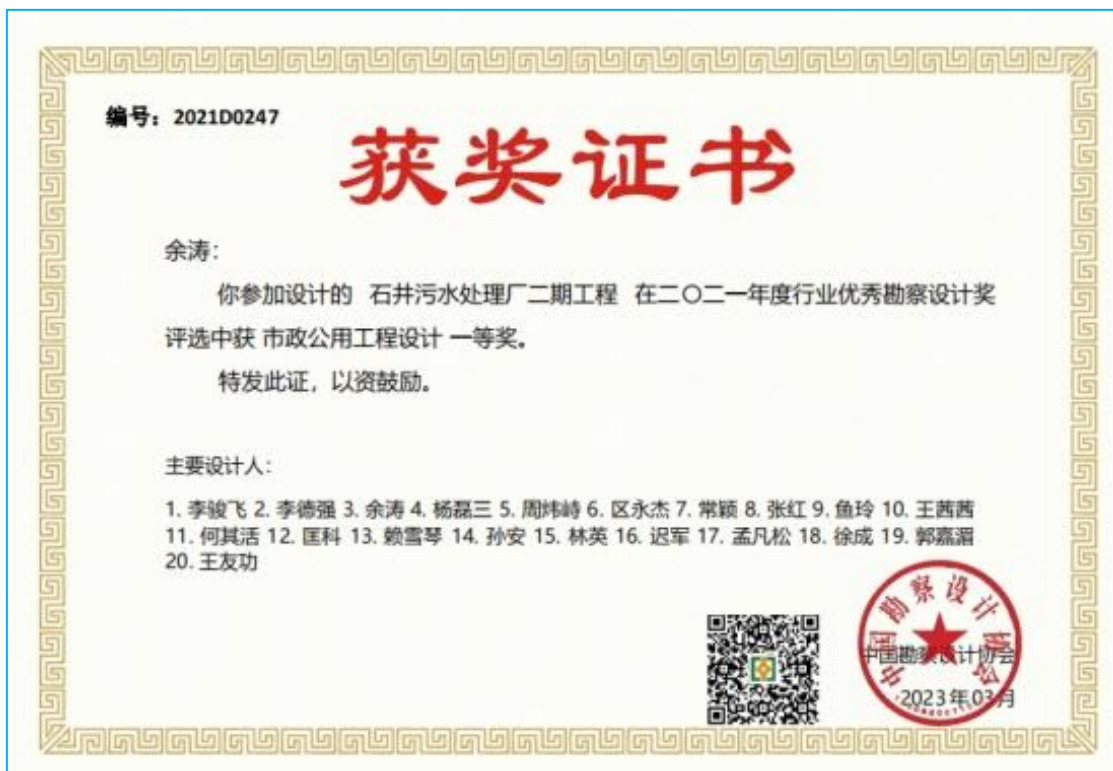 编号：2021D0247
获奖证书
余涛：
你参加设计的 石井污水处理厂二期工程 在二〇二一年度行业优秀勘察设计奖
评选中获 市政公用工程设计 一等奖。
特发此证，以资鼓励。
主要设计人：
1. 李骏飞 2. 李德强 3. 余涛 4. 杨磊三 5. 周炜峙 6. 区永杰 7. 常颖 8. 张红 9. 鱼玲 10. 王茜茜
11. 何其活 12. 匡科 13. 赖雪琴 14. 孙安 15. 林英 16. 迟军 17. 孟凡松 18. 徐成 19. 郭嘉湄
20. 王友功
中国勘察设计协会
中国勘察设计协会
2023年03月